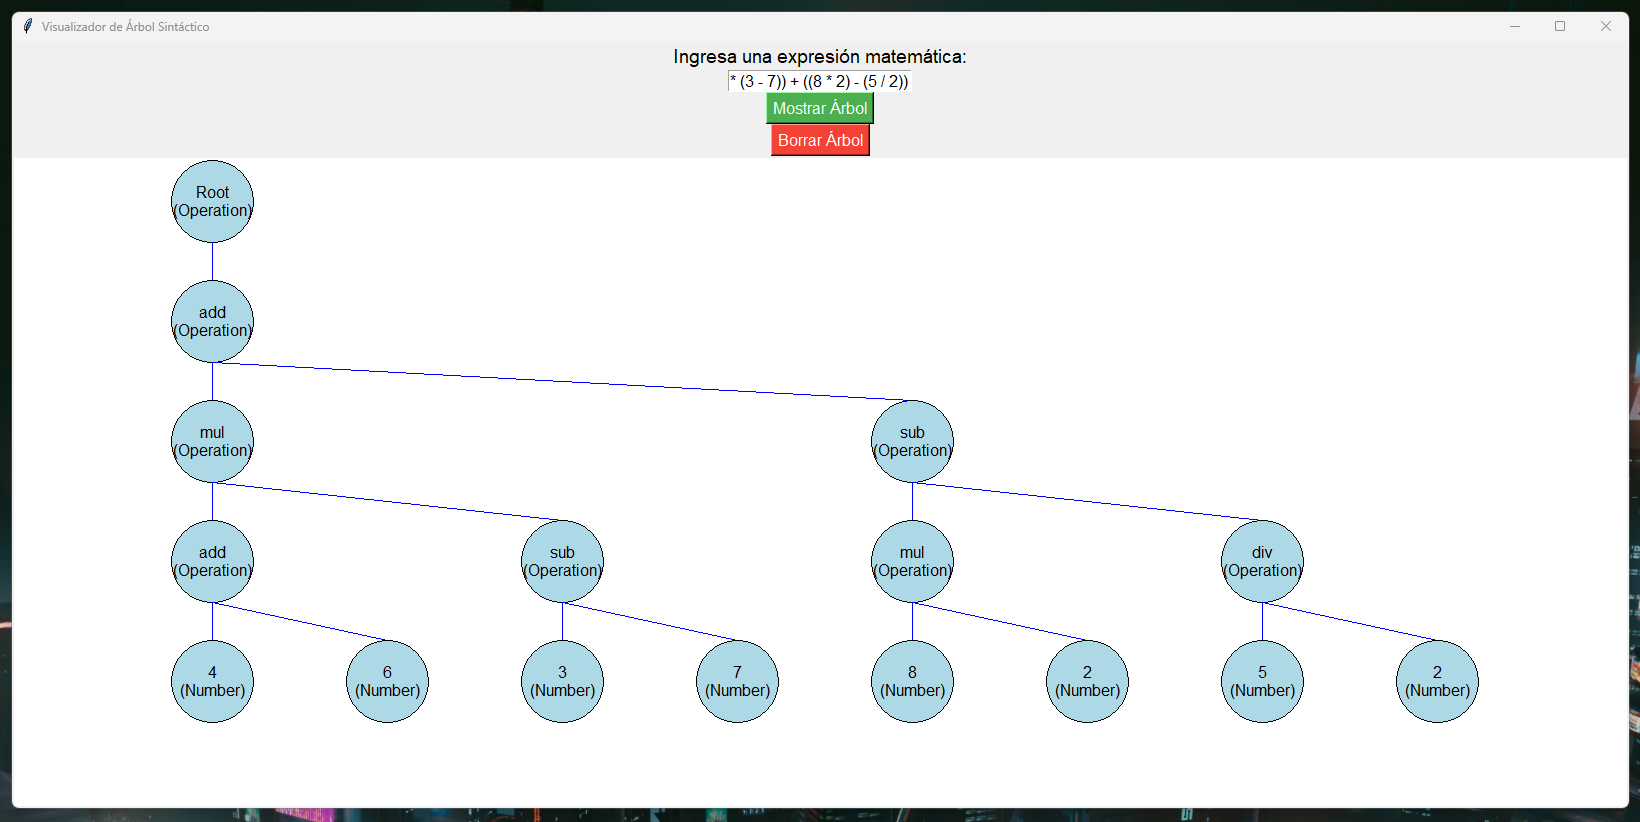 Visualizador de Árbol Sintáctico
Ingresa una expresión matemática:
* (3 - 7)) + ((8 * 2) - (5 / 2))
Mostrar Árbol
Borrar Árbol
Root
(Operation)
add
(Operation)
mul
(Operation)
sub
(Operation)
add
(Operation)
sub
(Operation)
mul
(Operation)
div
(Operation)
4
(Number)
6
(Number)
3
(Number)
7
(Number)
8
(Number)
2
(Number)
5
(Number)
2
(Number)